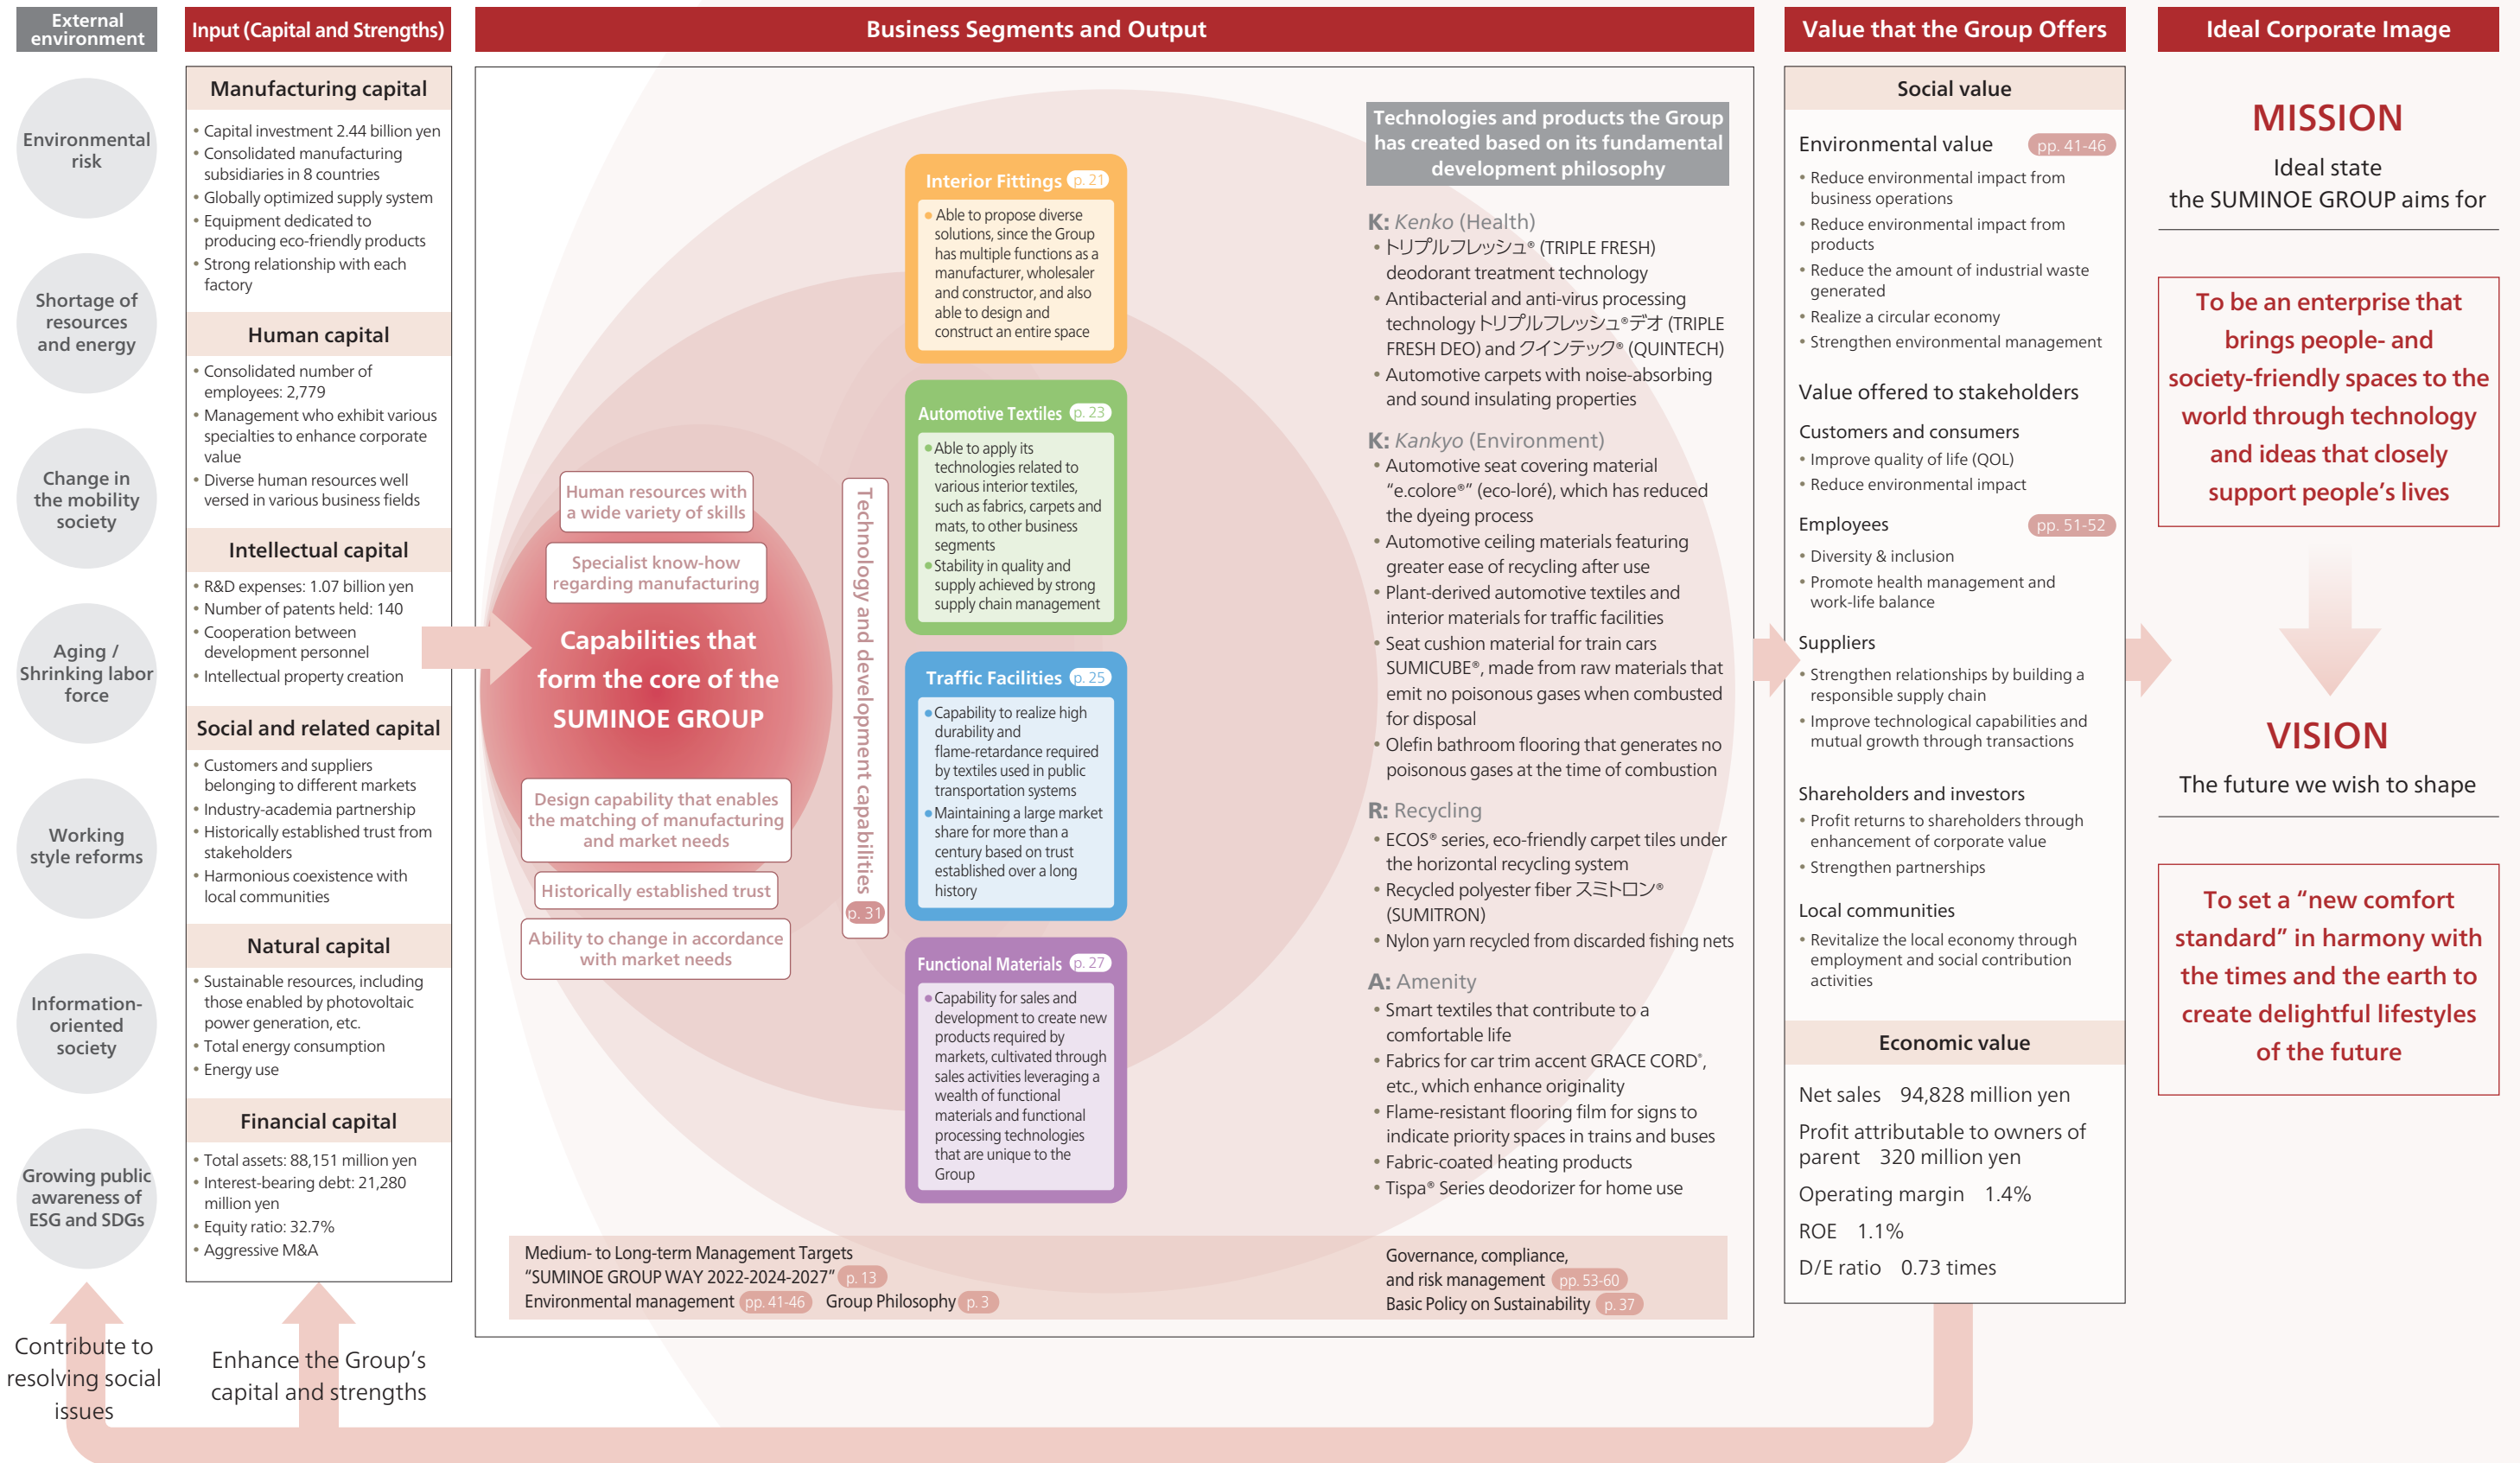 External
environment
Environmental
risk
Shortage of
resources
and energy
Change in
the mobility
society
Aging /
Shrinking labor
force
Working
style reforms
Information-
oriented
society
Growing public
awareness of
ESG and SDGs
Contribute to
resolving social
issues
Input (Capital and Strengths)
Manufacturing capital
• Capital investment 2.44 billion yen
• Consolidated manufacturing
subsidiaries in 8 countries
• Globally optimized supply system
• Equipment dedicated to
producing eco-friendly products
• Strong relationship with each
factory
Human capital
• Consolidated number of
employees: 2,779
• Management who exhibit various
specialties to enhance corporate
value
• Diverse human resources well
versed in various business fields
Intellectual capital
• R&D expenses: 1.07 billion yen
• Number of patents held: 140
• Cooperation between
development personnel
• Intellectual property creation
Social and related capital
• Customers and suppliers
belonging to different markets
• Industry-academia partnership
• Historically established trust from
stakeholders
• Harmonious coexistence with
local communities
Natural capital
• Sustainable resources, including
those enabled by photovoltaic
power generation, etc.
• Total energy consumption
• Energy use
Financial capital
• Total assets: 88,151 million yen
• Interest-bearing debt: 21,280
million yen
• Equity ratio: 32.7%
• Aggressive M&A
Enhance the Group's
capital and strengths
Business Segments and Output
Human resources with
a wide variety of skills
Specialist know-how
regarding manufacturing
Capabilities that
form the core of the
SUMINOE GROUP
Design capability that enables
the matching of manufacturing
and market needs
Historically established trust
Ability to change in accordance
with market needs
Technology and development capabilities
p. 31
Interior Fittings p. 21
• Able to propose diverse
solutions, since the Group
has multiple functions as a
manufacturer, wholesaler
and constructor, and also
able to design and
construct an entire space
Automotive Textiles p. 23
• Able to apply its
technologies related to
various interior textiles,
such as fabrics, carpets and
mats, to other business
segments
• Stability in quality and
supply achieved by strong
supply chain management
Traffic Facilities p. 25
• Capability to realize high
durability and
flame-retardance required
by textiles used in public
transportation systems
• Maintaining a large market
share for more than a
century based on trust
established over a long
history
Functional Materials p. 27
• Capability for sales and
development to create new
products required by
markets, cultivated through
sales activities leveraging a
wealth of functional
materials and functional
processing technologies
that are unique to the
Group
Technologies and products the Group
has created based on its fundamental
development philosophy
K: Kenko (Health)
• トリプルフレッシュ® (TRIPLE FRESH)
deodorant treatment technology
• Antibacterial and anti-virus processing
technology トリプルフレッシュ®デオ (TRIPLE
FRESH DEO) and クインテック® (QUINTECH)
• Automotive carpets with noise-absorbing
and sound insulating properties
K: Kankyo (Environment)
• Automotive seat covering material
“e.colore®” (eco-loré), which has reduced
the dyeing process
• Automotive ceiling materials featuring
greater ease of recycling after use
• Plant-derived automotive textiles and
interior materials for traffic facilities
• Seat cushion material for train cars
SUMICUBE®, made from raw materials that
emit no poisonous gases when combusted
for disposal
• Olefin bathroom flooring that generates no
poisonous gases at the time of combustion
R: Recycling
• ECOS® series, eco-friendly carpet tiles under
the horizontal recycling system
• Recycled polyester fiber スミトロン®
(SUMITRON)
• Nylon yarn recycled from discarded fishing nets
A: Amenity
• Smart textiles that contribute to a
comfortable life
• Fabrics for car trim accent GRACE CORD®,
etc., which enhance originality
• Flame-resistant flooring film for signs to
indicate priority spaces in trains and buses
• Fabric-coated heating products
• Tispa® Series deodorizer for home use
Medium- to Long-term Management Targets
“SUMINOE GROUP WAY 2022-2024-2027” p. 13
Environmental management pp. 41-46 Group Philosophy p. 3
Governance, compliance,
and risk management pp. 53-60
Basic Policy on Sustainability p. 37
Value that the Group Offers
Social value
Environmental value pp. 41-46
• Reduce environmental impact from
business operations
• Reduce environmental impact from
products
• Reduce the amount of industrial waste
generated
• Realize a circular economy
• Strengthen environmental management
Value offered to stakeholders
Customers and consumers
• Improve quality of life (QOL)
• Reduce environmental impact
Employees pp. 51-52
• Diversity & inclusion
• Promote health management and
work-life balance
Suppliers
• Strengthen relationships by building a
responsible supply chain
• Improve technological capabilities and
mutual growth through transactions
Shareholders and investors
• Profit returns to shareholders through
enhancement of corporate value
• Strengthen partnerships
Local communities
• Revitalize the local economy through
employment and social contribution
activities
Economic value
Net sales 94,828 million yen
Profit attributable to owners of
parent 320 million yen
Operating margin 1.4%
ROE 1.1%
D/E ratio 0.73 times
Ideal Corporate Image
MISSION
Ideal state
the SUMINOE GROUP aims for
To be an enterprise that
brings people- and
society-friendly spaces to the
world through technology
and ideas that closely
support people's lives
VISION
The future we wish to shape
To set a “new comfort
standard” in harmony with
the times and the earth to
create delightful lifestyles
of the future